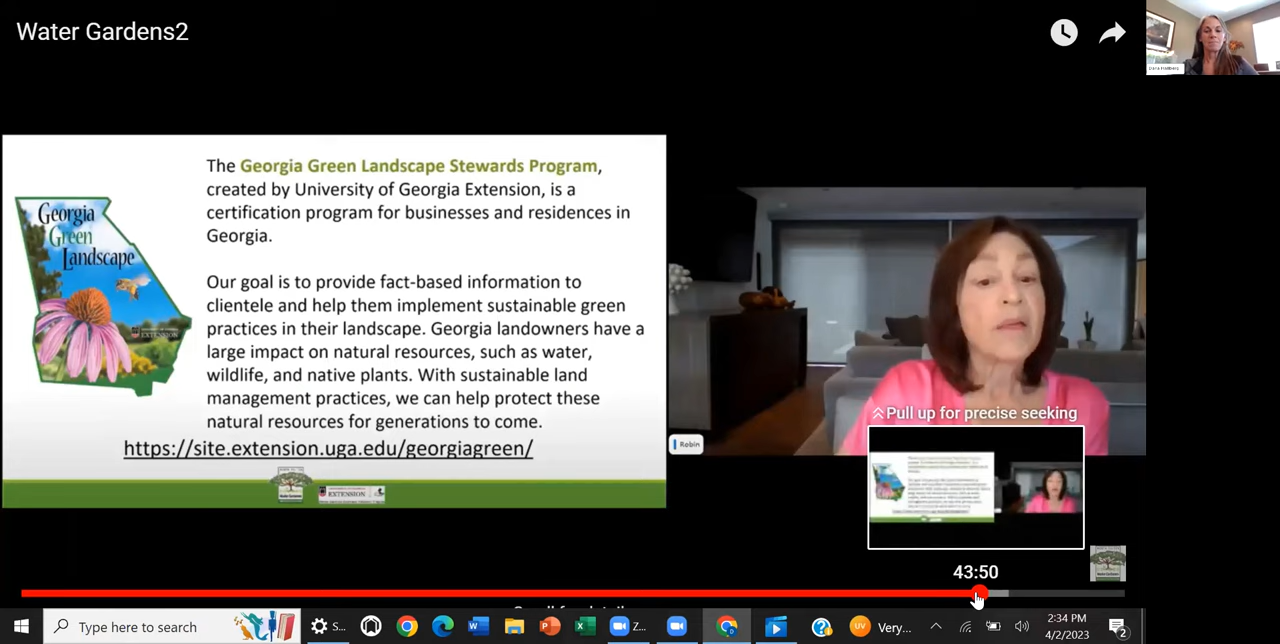 Water Gardens2
The Georgia Green Landscape Stewards Program,
created by University of Georgia Extension, is a
certification program for businesses and residences in
Georgia.
Georgia
Green
Landscape
EXTENSION
Our goal is to provide fact-based information to
clientele and help them implement sustainable green
practices in their landscape. Georgia landowners have a
large impact on natural resources, such as water,
wildlife, and native plants. With sustainable land
management practices, we can help protect these
natural resources for generations to come.
https://site.extension.uga.edu/georgiagreen/
EXTENSION
Robin
Pull up for precise seeking
43:50
Type here to search
S...
Z...
UV
Very...
2:34 PM
4/2/2023
2